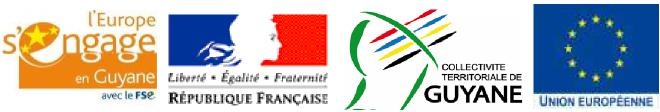 l'Europe
s'engage
en Guyane
avec le FSe.
Liberté • Égalité • Fraternité
RÉPUBLIQUE FRANÇAISE
COLLECTIVITE
TERRITORIALE DE
GUYANE
UNION EUROPÉENNE